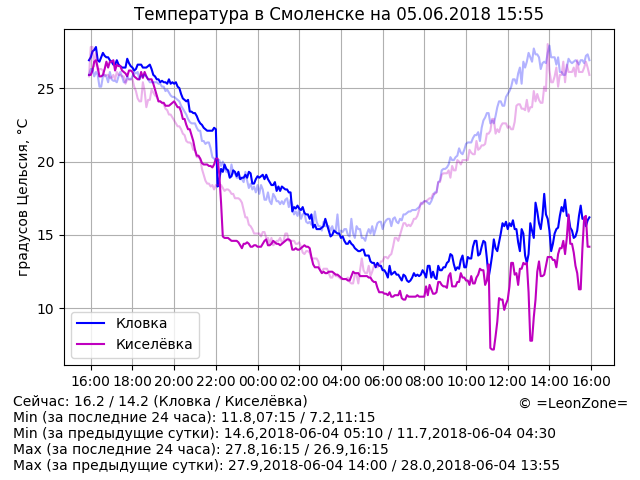 Температура в Смоленске на 05.06.2018 15:55
градусов Цельсия, °C
25
20
15
10
Кловка
Киселёвка
16:00 18:00 20:00 22:00 00:00 02:00 04:00 06:00 08:00 10:00 12:00 14:00 16:00
Сейчас: 16.2 / 14.2 (Кловка / Киселёвка)
© =LeonZone=
Min (за последние 24 часа): 11.8,07:15 / 7.2,11:15
Min (за предыдущие сутки): 14.6,2018-06-04 05:10 / 11.7,2018-06-04 04:30
Max (за последние 24 часа): 27.8,16:15 / 26.9,16:15
Max (за предыдущие сутки): 27.9,2018-06-04 14:00 / 28.0,2018-06-04 13:55